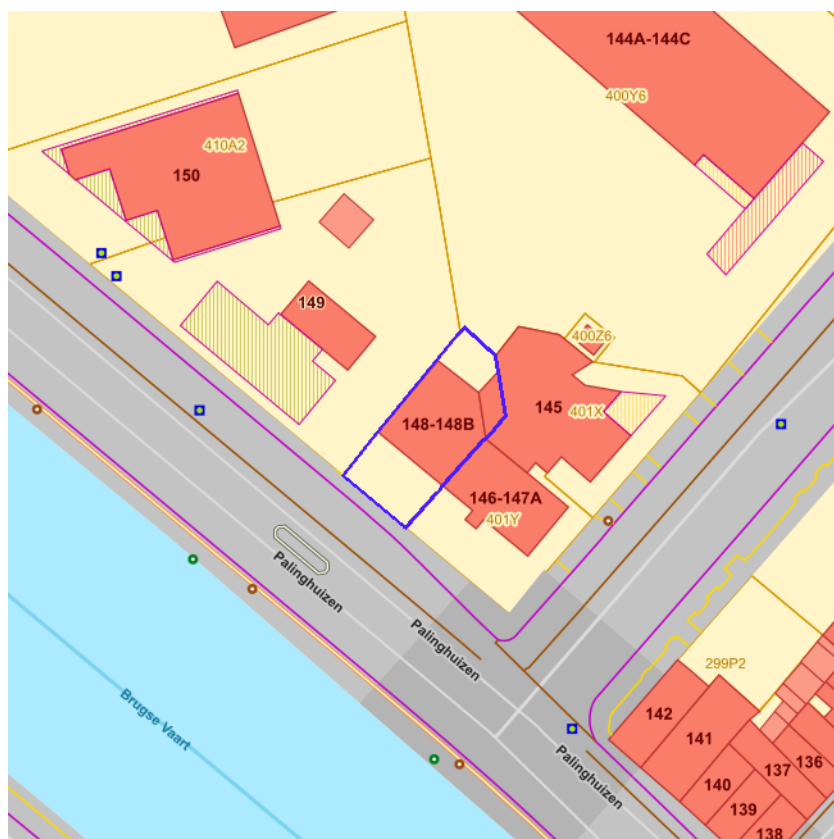 144A-144C
400Y6
410A2
150
149
400Z6
145
401X
148-148B
146-147A
401Y
Palinghuizen
Palinghuizen
Brugse Vaart
299P2
142
141
137
136
140
139
138
Palinghuizen